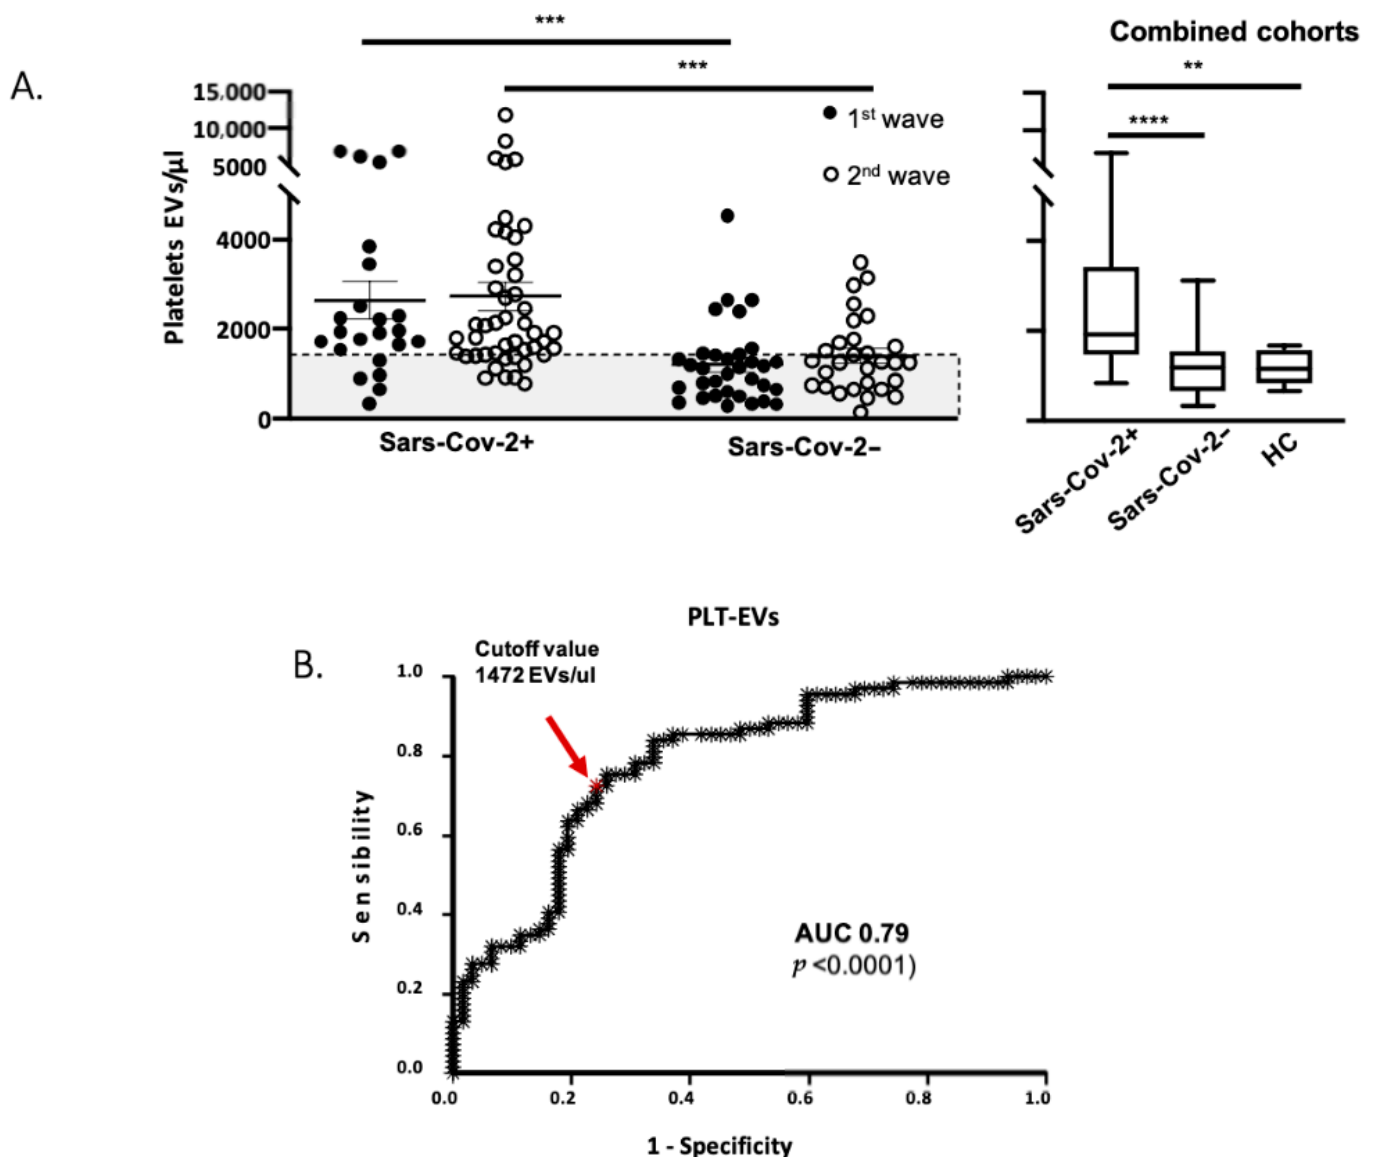 A.
***
***
Platelets EVs/µl
15,000
10,000
5000
4000
2000
0
1st wave
2nd wave
Sars-Cov-2+
Sars-Cov-2–
Combined cohorts
**
****
Sars-Cov-2+
Sars-Cov-2–
HC
B.
PLT-EVs
Cutoff value
1472 EVs/ul
Sensibility
1.0
0.8
0.6
0.4
0.2
0.0
AUC 0.79
p <0.0001)
0.0 0.2 0.4 0.6 0.8 1.0
1 - Specificity